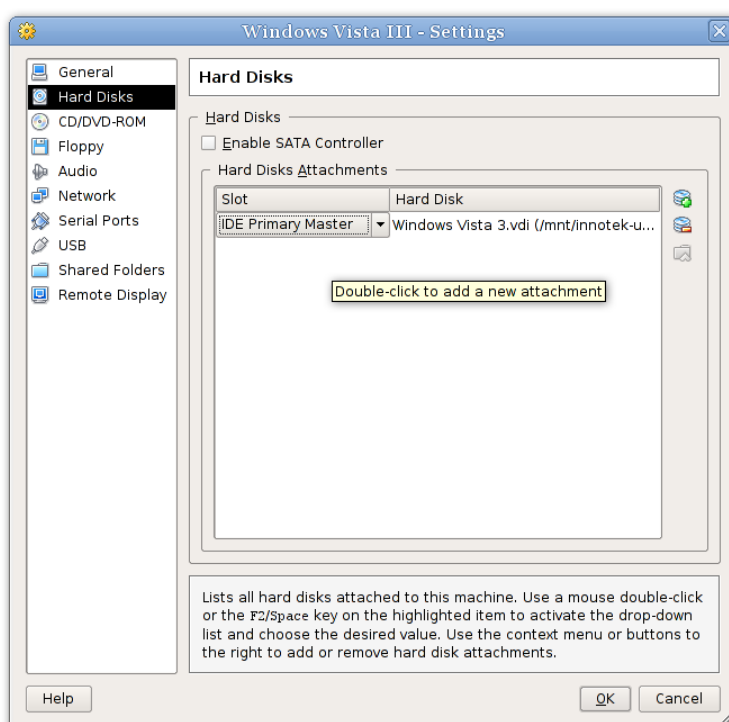 Windows Vista III - Settings
General
Hard Disks
CD/DVD-ROM
Floppy
Audio
Network
Serial Ports
USB
Shared Folders
Remote Display
Hard Disks
Hard Disks
Enable SATA Controller
Hard Disks Attachments
Slot Hard Disk
IDE Primary Master Windows Vista 3.vdi (/mnt/innotek-u...
Double-click to add a new attachment
Lists all hard disks attached to this machine. Use a mouse double-click
or the F2/Space key on the highlighted item to activate the drop-down
list and choose the desired value. Use the context menu or buttons to
the right to add or remove hard disk attachments.
Help OK Cancel